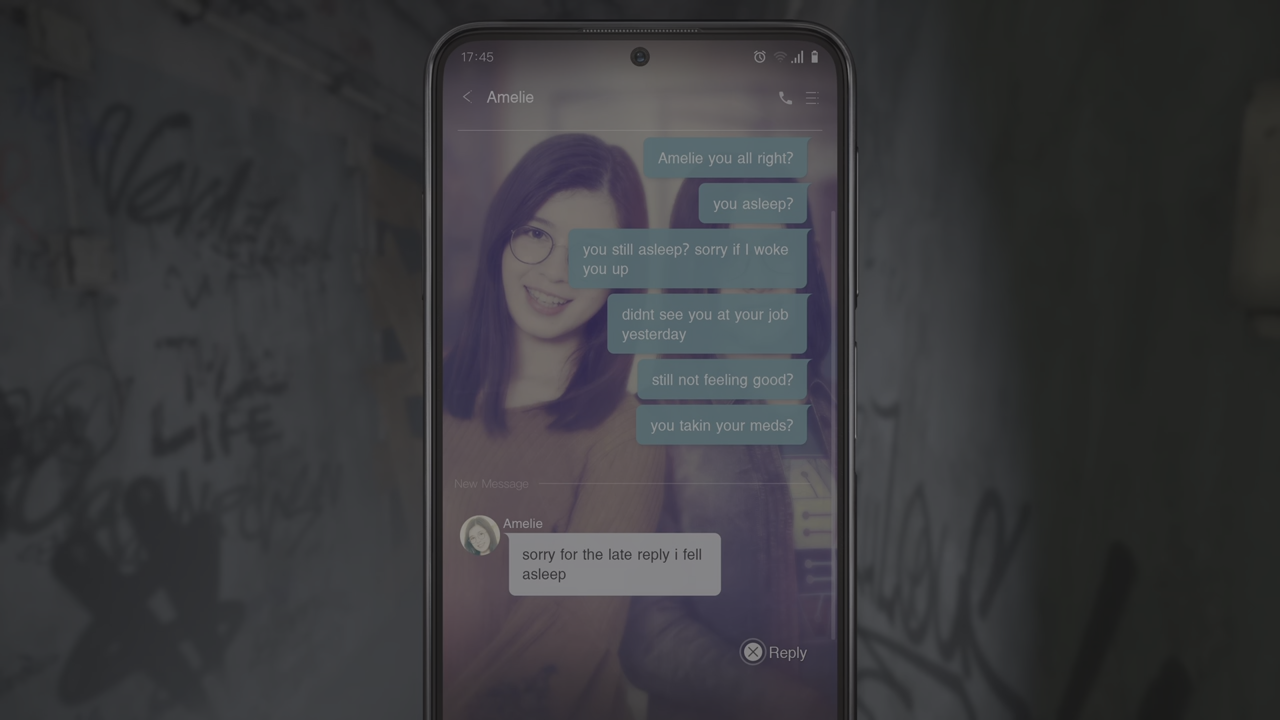 17:45
Amelie
Amelie you all right?
you asleep?
you still asleep? sorry if I woke
you up
didnt see you at your job
yesterday
still not feeling good?
you takin your meds?
New Message
Amelie
sorry for the late reply i fell
asleep
Reply
LIFE